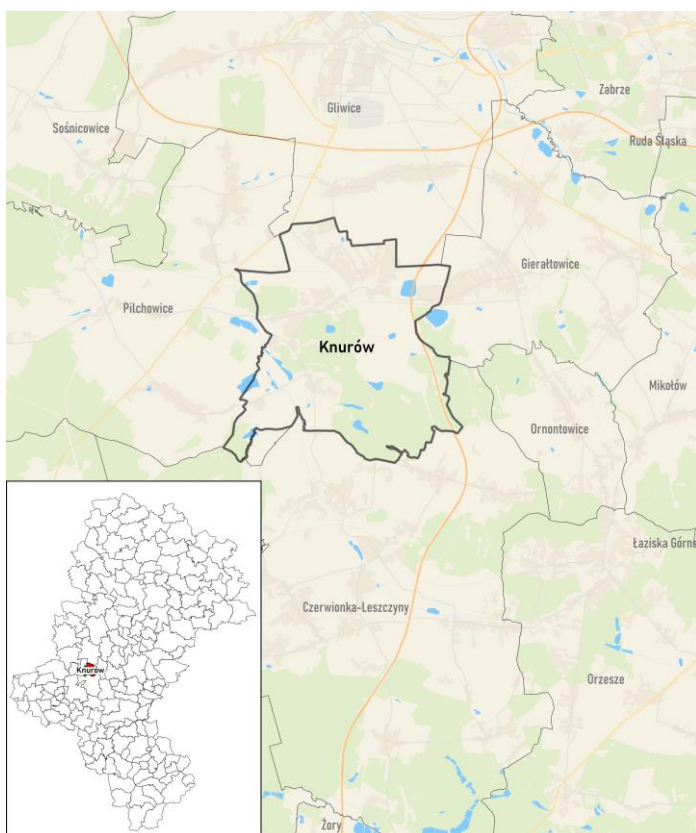 Zabrze
Gliwice
Sośnicowice
Ruda Śląska
Gierałtowice
Pilchowice
Knurów
Mikołów
Ornontowice
Łaziska Górne
Czerwionka-Leszczyny
Knurów
Orzesze
Żory